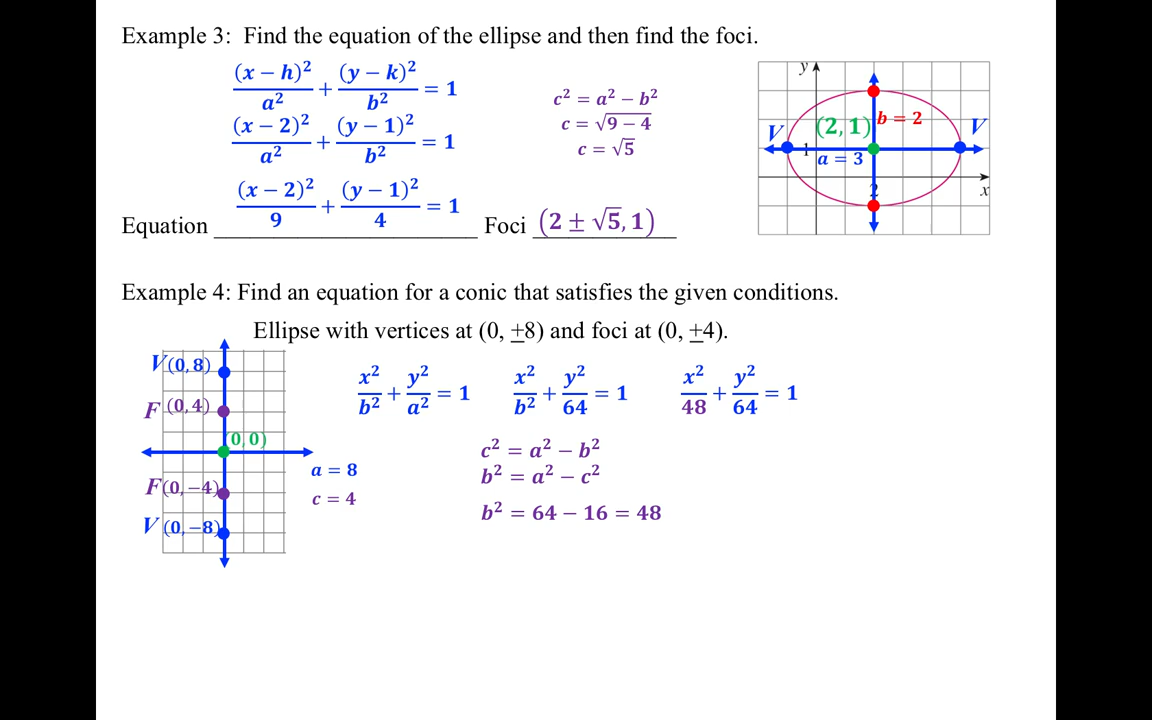 Example 3: Find the equation of the ellipse and then find the foci.
(x − h)²/a² + (y − k)²/b² = 1
(x − 2)²/a² + (y − 1)²/b² = 1
(x − 2)²/9 + (y − 1)²/4 = 1
c² = a² − b²
c = √(9 − 4)
c = √5
Equation ____ Foci (2 ± √5, 1)
y
b = 2
(2, 1)
V V
1
a = 3
x
2
Example 4: Find an equation for a conic that satisfies the given conditions.
Ellipse with vertices at (0, ±8) and foci at (0, ±4).
V(0, 8)
F (0, 4)
(0, 0)
F(0, −4)
V (0, −8)
a = 8
c = 4
x²/b² + y²/a² = 1 x²/b² + y²/64 = 1 x²/48 + y²/64 = 1
c² = a² − b²
b² = a² − c²
b² = 64 − 16 = 48